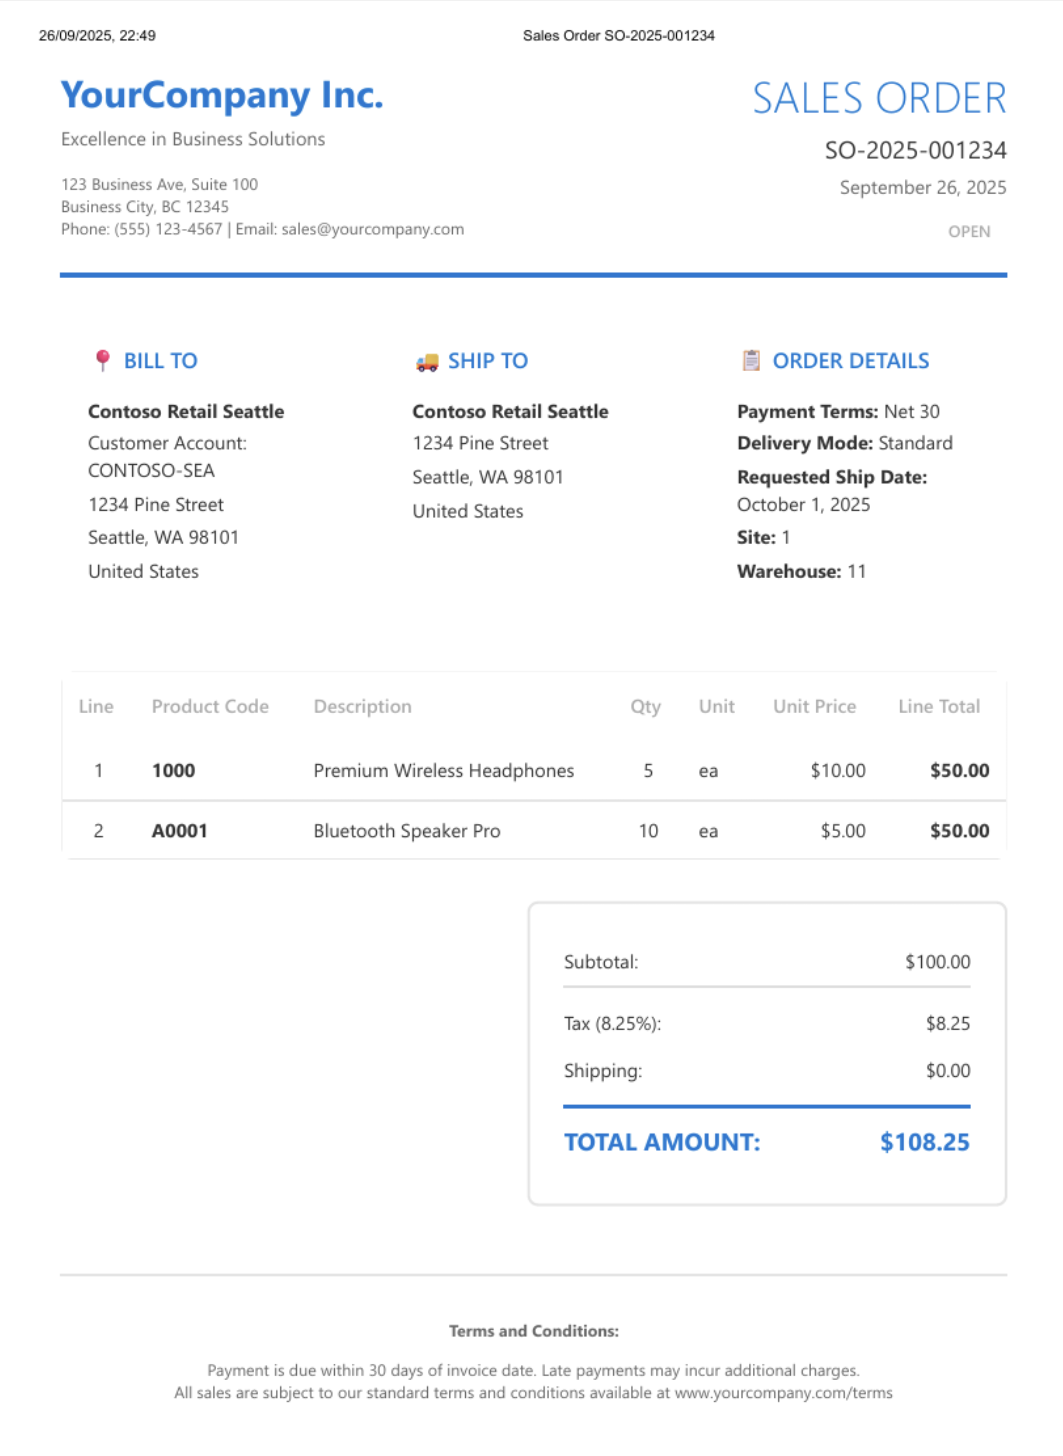 26/09/2025, 22:49 Sales Order SO-2025-001234
YourCompany Inc.
Excellence in Business Solutions
123 Business Ave, Suite 100
Business City, BC 12345
Phone: (555) 123-4567 | Email: sales@yourcompany.com
SALES ORDER
SO-2025-001234
September 26, 2025
OPEN
BILL TO
Contoso Retail Seattle
Customer Account:
CONTOSO-SEA
1234 Pine Street
Seattle, WA 98101
United States
SHIP TO
Contoso Retail Seattle
1234 Pine Street
Seattle, WA 98101
United States
ORDER DETAILS
Payment Terms: Net 30
Delivery Mode: Standard
Requested Ship Date:
October 1, 2025
Site: 1
Warehouse: 11
Line Product Code Description Qty Unit Unit Price Line Total
1 1000 Premium Wireless Headphones 5 ea $10.00 $50.00
2 A0001 Bluetooth Speaker Pro 10 ea $5.00 $50.00
Subtotal: $100.00
Tax (8.25%): $8.25
Shipping: $0.00
TOTAL AMOUNT: $108.25
Terms and Conditions:
Payment is due within 30 days of invoice date. Late payments may incur additional charges.
All sales are subject to our standard terms and conditions available at www.yourcompany.com/terms